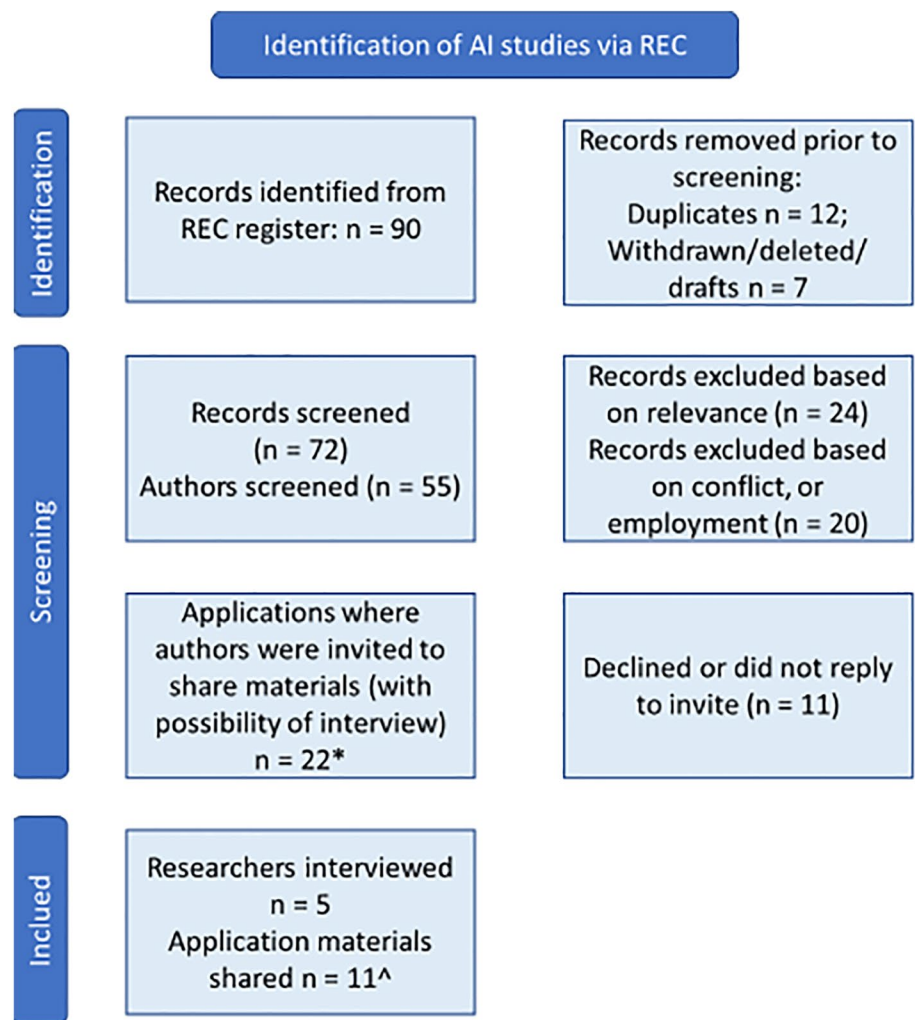 Identification of AI studies via REC
Identification
Records identified from
REC register: n = 90
Records removed prior to
screening:
Duplicates n = 12;
Withdrawn/deleted/
drafts n = 7
Screening
Records screened
(n = 72)
Authors screened (n = 55)
Records excluded based
on relevance (n = 24)
Records excluded based
on conflict, or
employment (n = 20)
Applications where
authors were invited to
share materials (with
possibility of interview)
n = 22*
Declined or did not reply
to invite (n = 11)
Inclued
Researchers interviewed
n = 5
Application materials
shared n = 11^